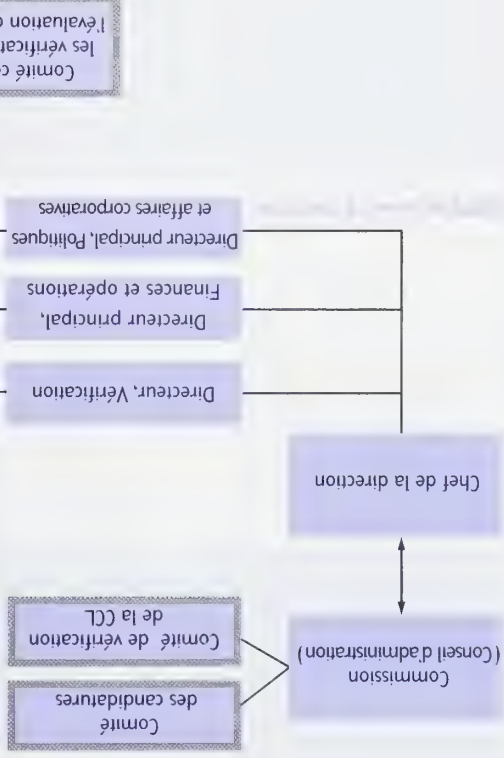 Commission
(Conseil d'administration)
Comité
des candidatures
Comité de vérification
de la CCL
Chef de la direction
Directeur, Vérification
Directeur principal,
Finances et opérations
Directeur principal, Politiques
et affaires corporatives
Comité
les
l'évaluation